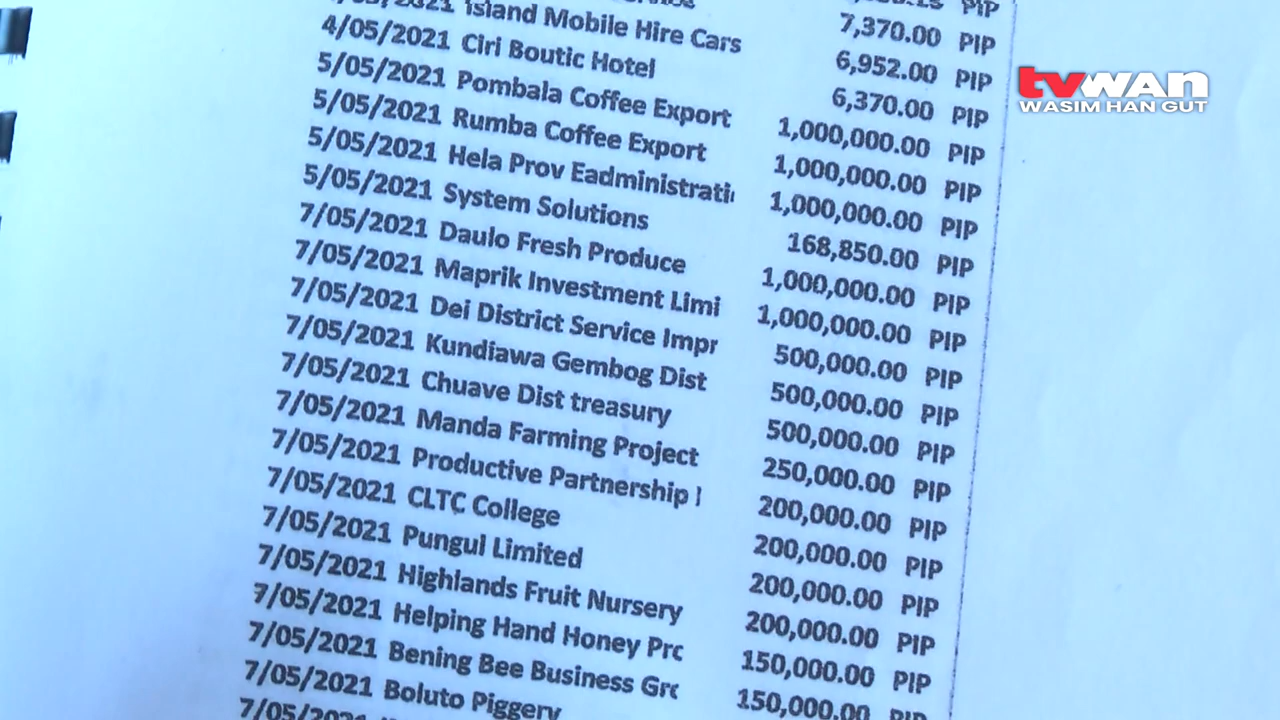 7,370.00 PIP
Island Mobile Hire Cars 6,952.00 PIP
4/05/2021 Ciri Boutic Hotel 6,370.00 PIP
5/05/2021 Pombala Coffee Export 1,000,000.00 PIP
5/05/2021 Rumba Coffee Export 1,000,000.00 PIP
5/05/2021 Hela Prov Eadministrati 1,000,000.00 PIP
5/05/2021 System Solutions 168,850.00 PIP
7/05/2021 Daulo Fresh Produce 1,000,000.00 PIP
7/05/2021 Maprik Investment Limi 1,000,000.00 PIP
7/05/2021 Dei District Service Impr 500,000.00 PIP
7/05/2021 Kundiawa Gembog Dist 500,000.00 PIP
7/05/2021 Chuave Dist treasury 500,000.00 PIP
7/05/2021 Manda Farming Project 250,000.00 PIP
7/05/2021 Productive Partnership 200,000.00 PIP
7/05/2021 CLTC College 200,000.00 PIP
7/05/2021 Pungul Limited 200,000.00 PIP
7/05/2021 Highlands Fruit Nursery 200,000.00 PIP
7/05/2021 Helping Hand Honey Prc 150,000.00 PIP
7/05/2021 Bening Bee Business Grc 150,000.00 PIP
7/05/2021 Boluto Piggery
tvwan
WASIM HAN GUT